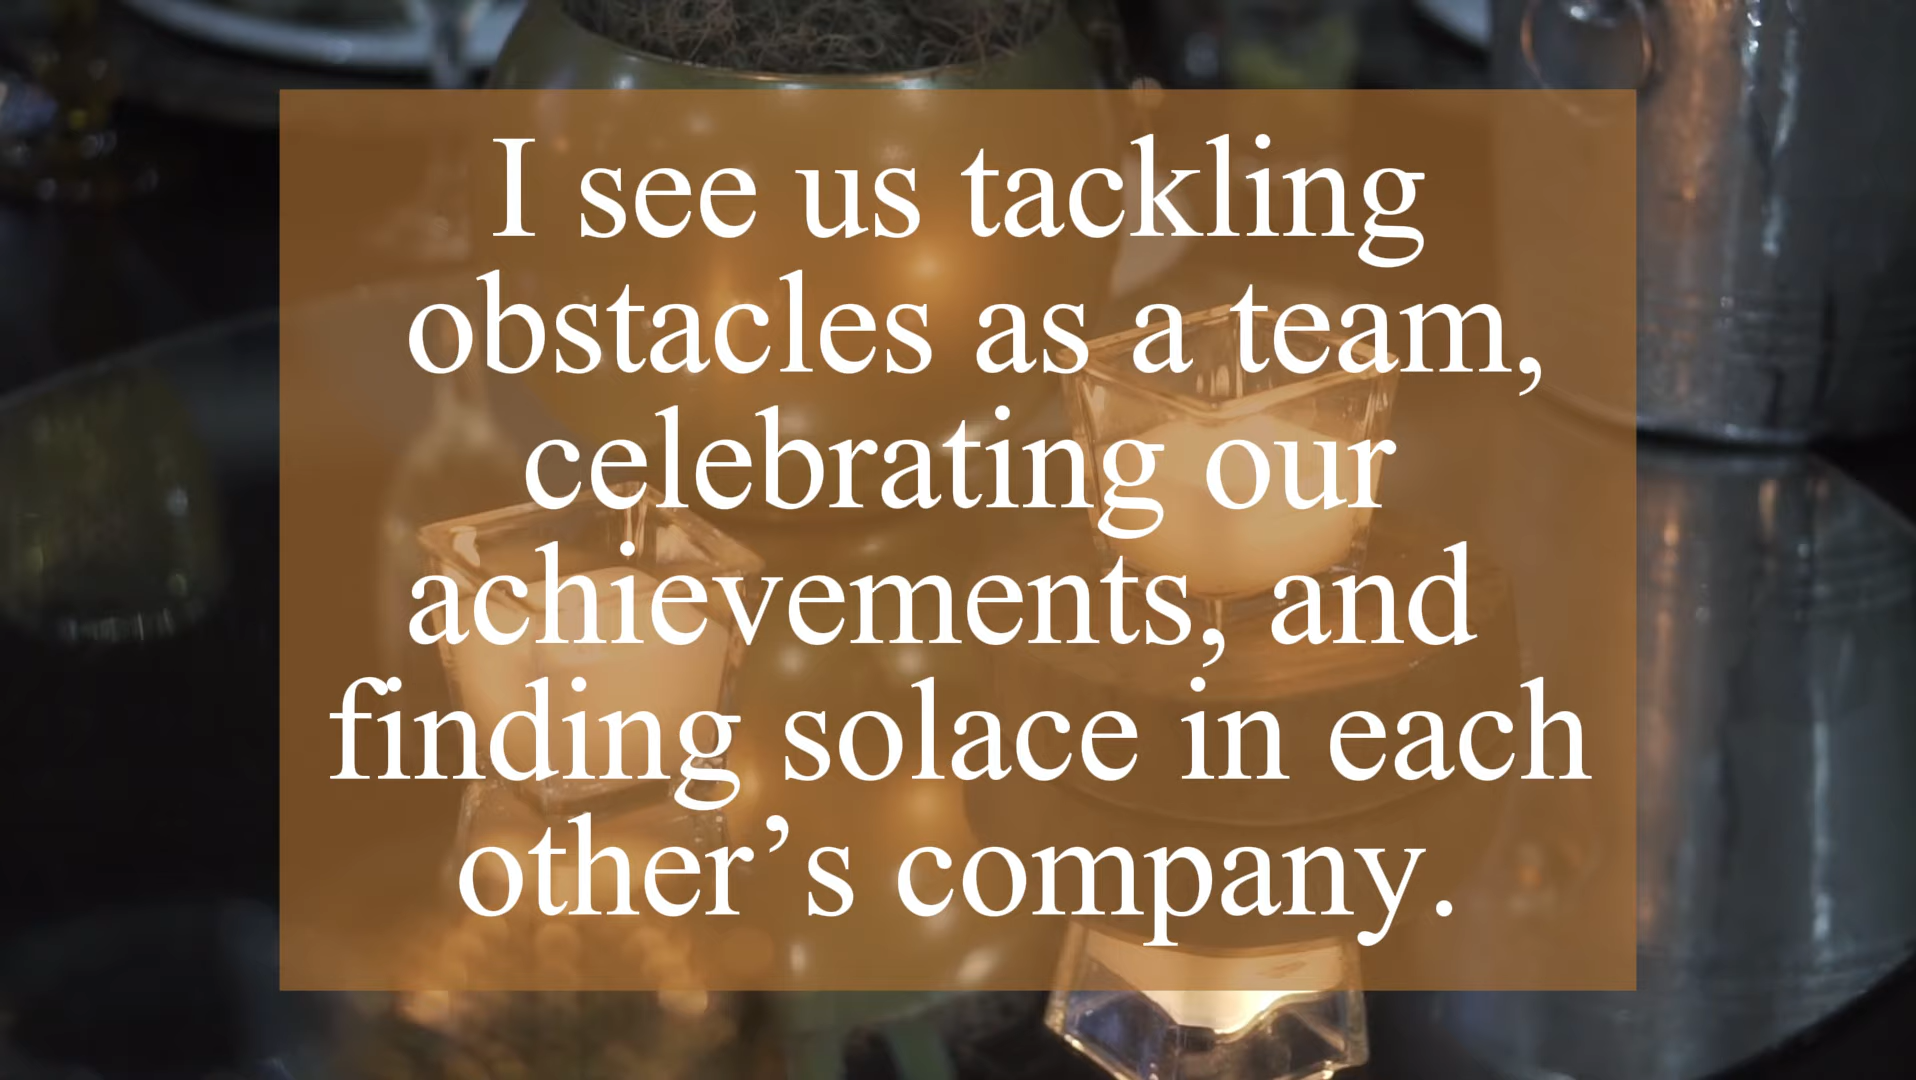 I see us tackling
obstacles as a team,
celebrating our
achievements, and
finding solace in each
other’s company.